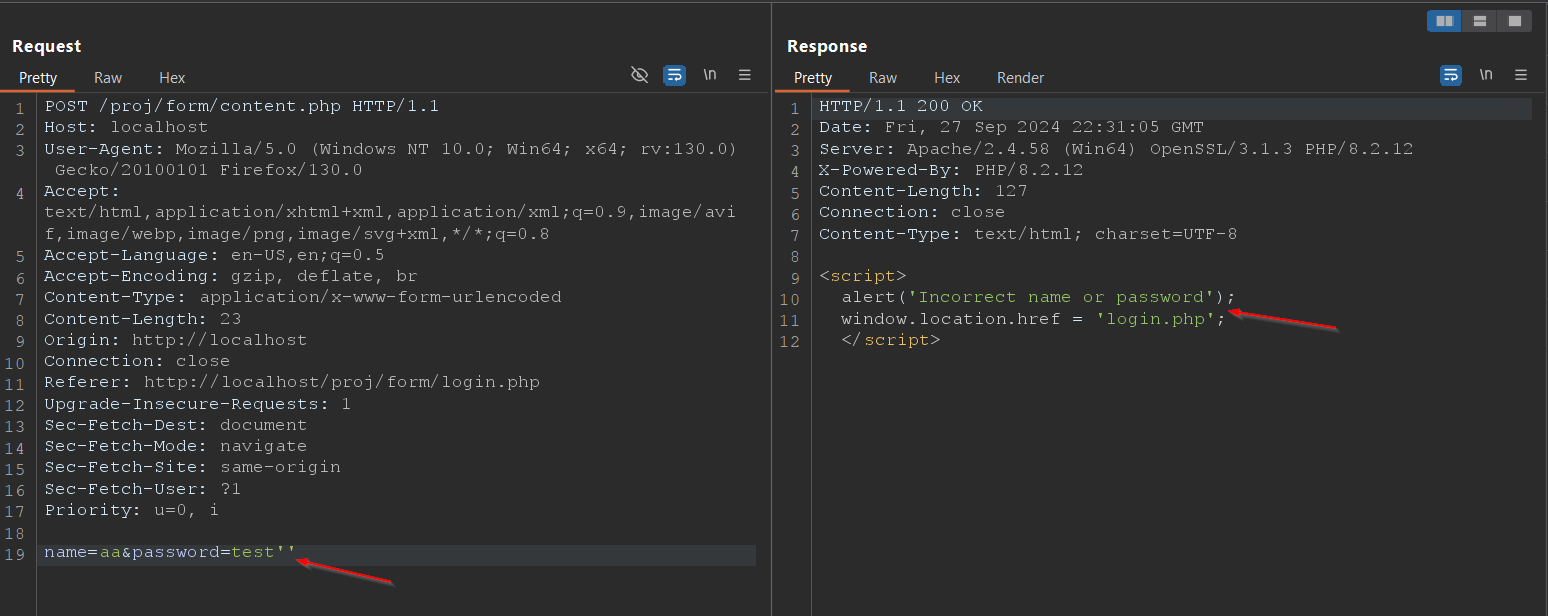 Request
Pretty Raw Hex \n
1 POST /proj/form/content.php HTTP/1.1
2 Host: localhost
3 User-Agent: Mozilla/5.0 (Windows NT 10.0; Win64; x64; rv:130.0)
Gecko/20100101 Firefox/130.0
4 Accept:
text/html,application/xhtml+xml,application/xml;q=0.9,image/avi
f,image/webp,image/png,image/svg+xml,*/*;q=0.8
5 Accept-Language: en-US,en;q=0.5
6 Accept-Encoding: gzip, deflate, br
7 Content-Type: application/x-www-form-urlencoded
8 Content-Length: 23
9 Origin: http://localhost
10 Connection: close
11 Referer: http://localhost/proj/form/login.php
12 Upgrade-Insecure-Requests: 1
13 Sec-Fetch-Dest: document
14 Sec-Fetch-Mode: navigate
15 Sec-Fetch-Site: same-origin
16 Sec-Fetch-User: ?1
17 Priority: u=0, i
18
19 name=aa&password=test''
Response
Pretty Raw Hex Render \n
1 HTTP/1.1 200 OK
2 Date: Fri, 27 Sep 2024 22:31:05 GMT
3 Server: Apache/2.4.58 (Win64) OpenSSL/3.1.3 PHP/8.2.12
4 X-Powered-By: PHP/8.2.12
5 Content-Length: 127
6 Connection: close
7 Content-Type: text/html; charset=UTF-8
8
9 <script>
10 alert('Incorrect name or password');
11 window.location.href = 'login.php';
12 </script>